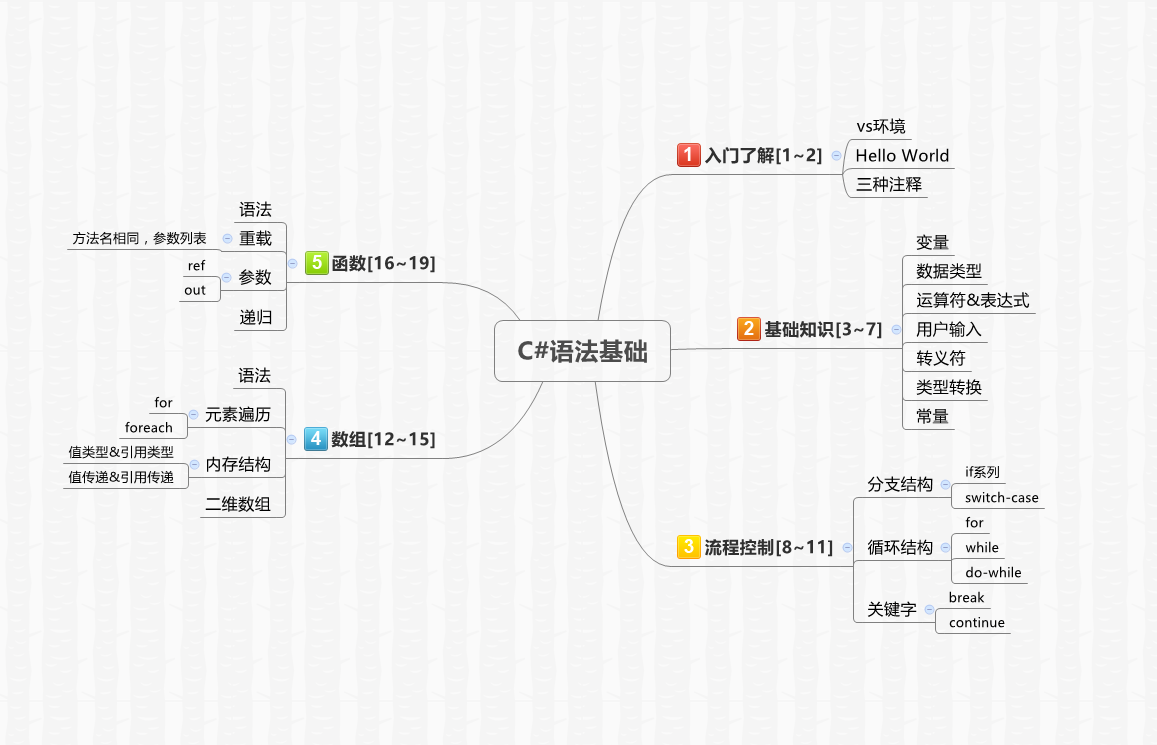 C#语法基础
1 入门了解[1~2]
vs环境
Hello World
三种注释
2 基础知识[3~7]
变量
数据类型
运算符&表达式
用户输入
转义符
类型转换
常量
3 流程控制[8~11]
分支结构
if系列
switch-case
循环结构
for
while
do-while
关键字
break
continue
4 数组[12~15]
语法
元素遍历
for
foreach
内存结构
值类型&引用类型
值传递&引用传递
二维数组
5 函数[16~19]
语法
重载
方法名相同，参数列表
参数
ref
out
递归